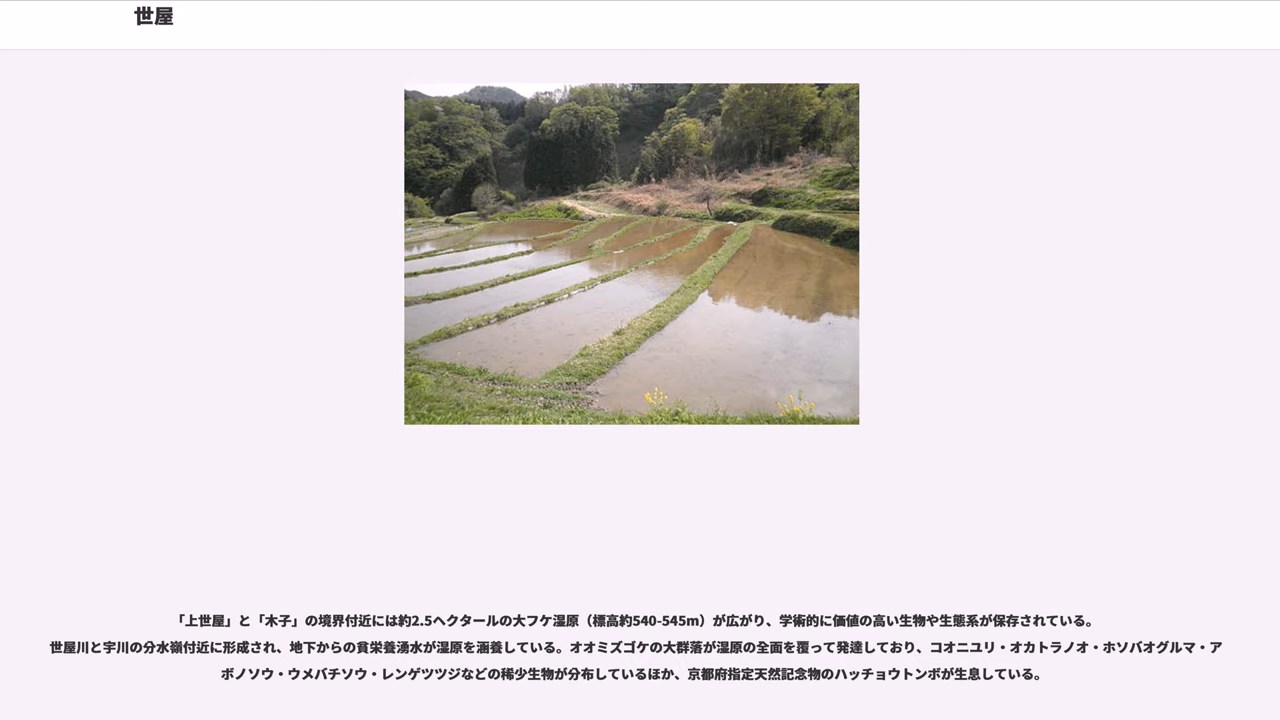 世屋
「上世屋」と「木子」の境界付近には約2.5ヘクタールの大フケ湿原（標高約540-545m）が広がり、学術的に価値の高い生物や生態系が保存されている。
世屋川と宇川の分水嶺付近に形成され、地下からの貧栄養湧水が湿原を涵養している。オオミズゴケの大群落が湿原の全面を覆って発達しており、コオニユリ・オカトラノオ・ホソバオグルマ・ア
ボノソウ・ウメバチソウ・レンゲツツジなどの稀少生物が分布しているほか、京都府指定天然記念物のハッチョウトンボが生息している。